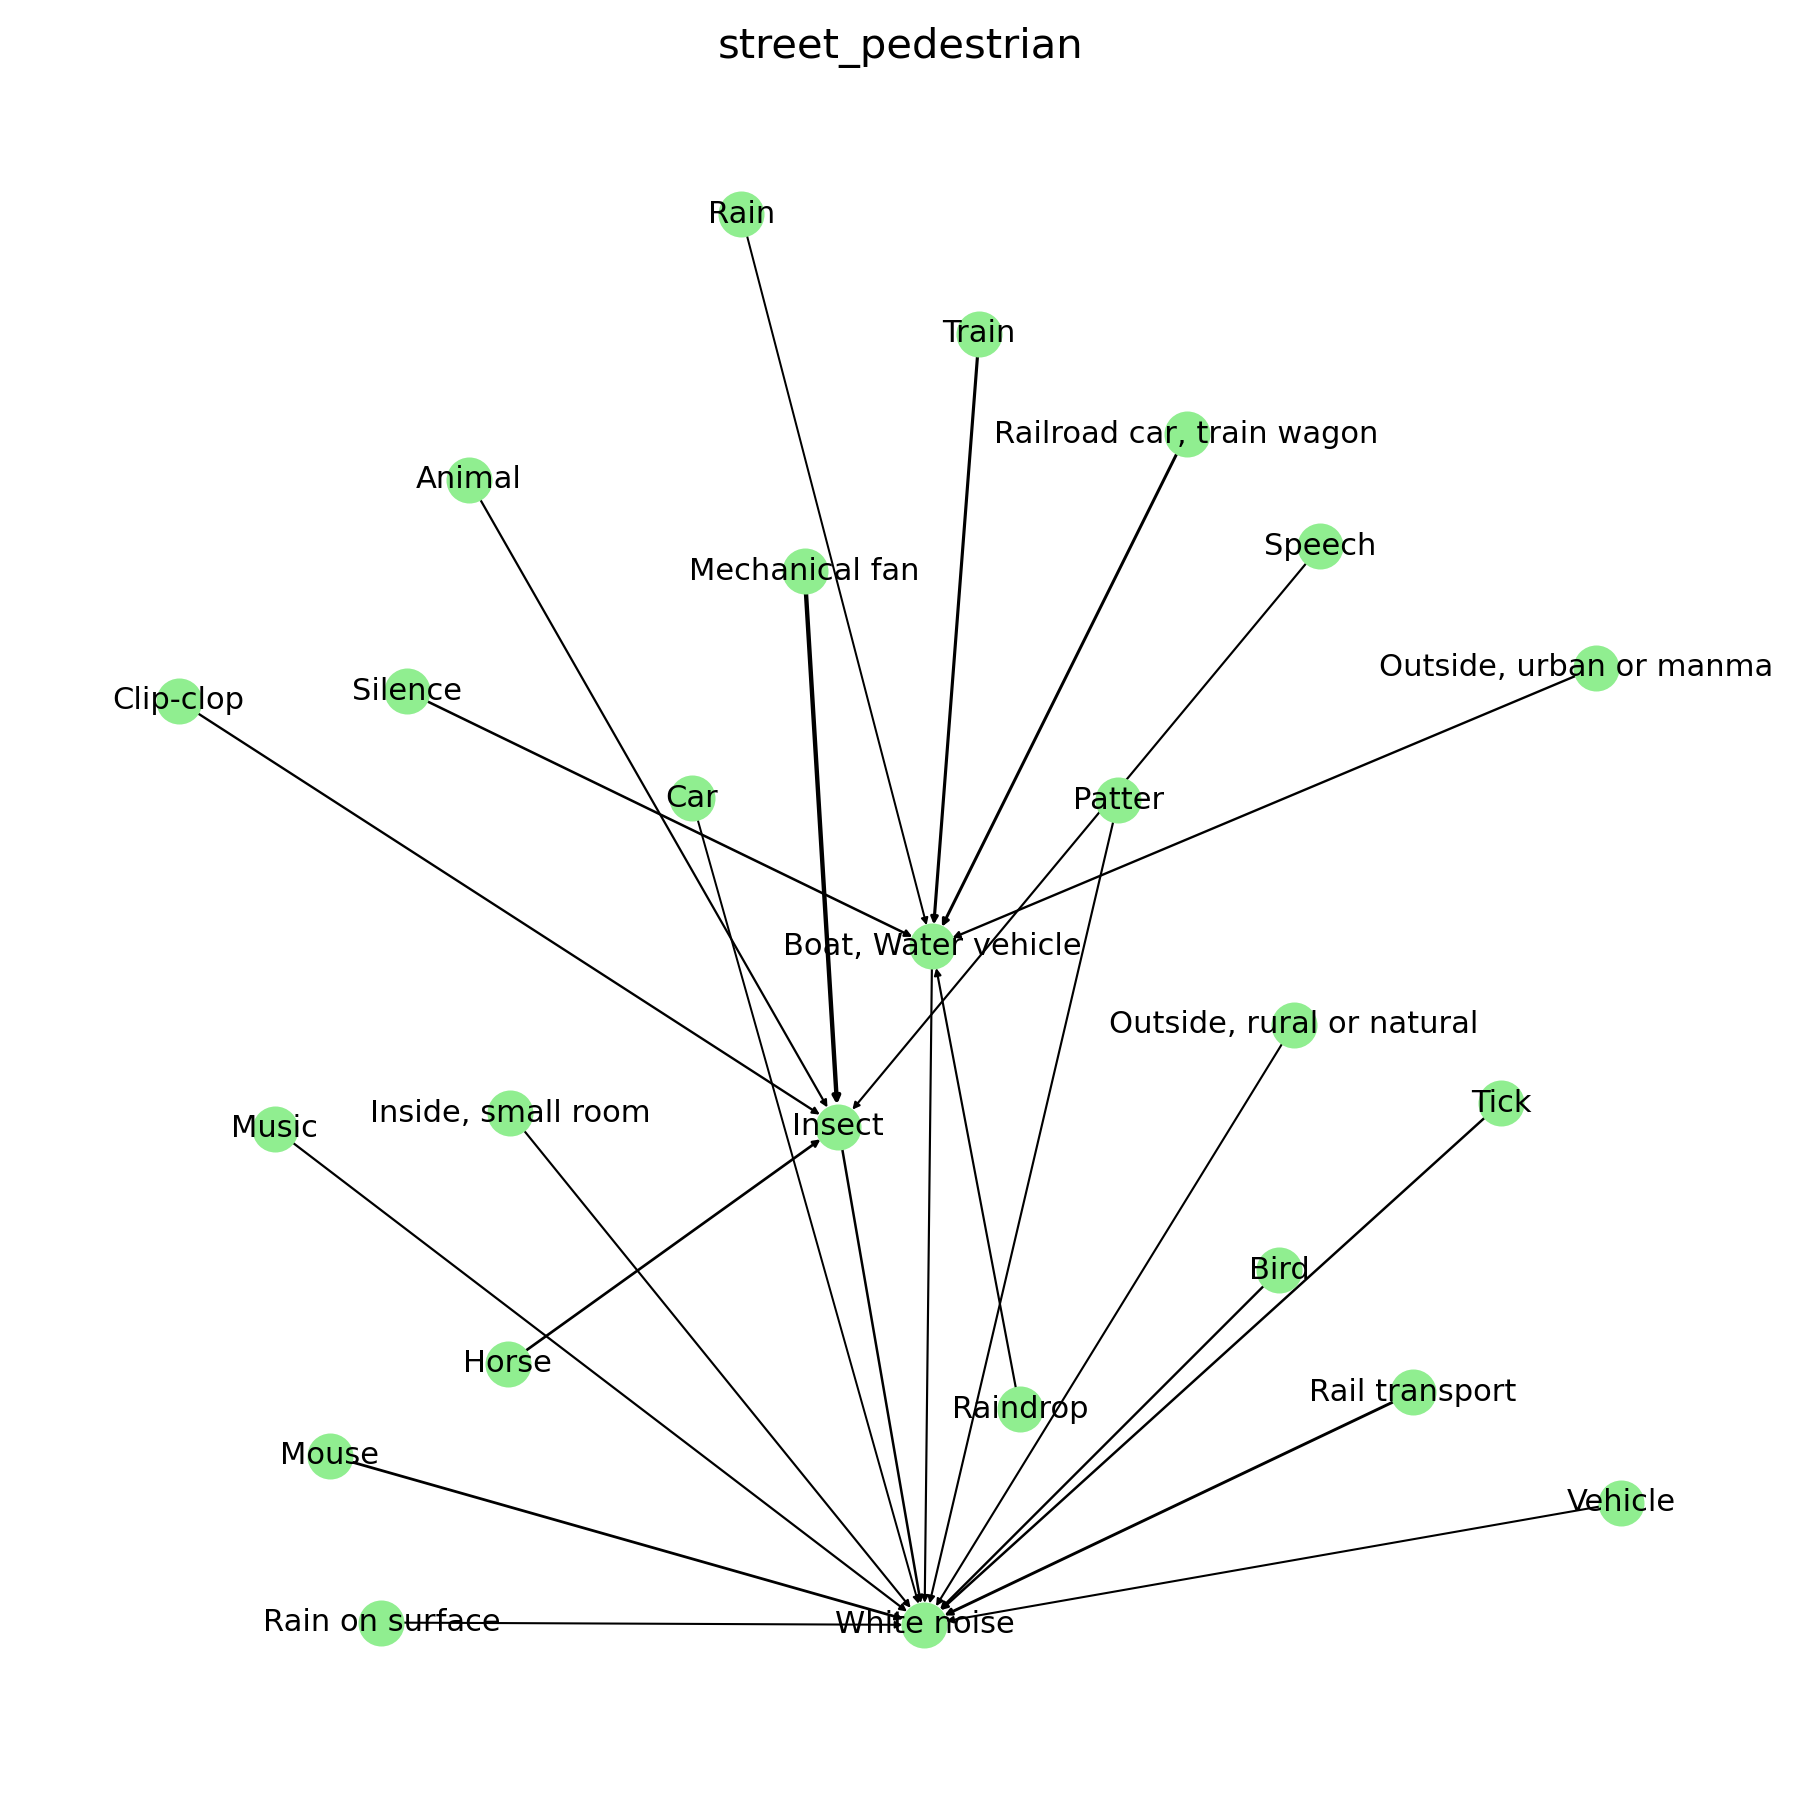 street_pedestrian
Rain
Train
Railroad car, train wagon
Animal
Speech
Mechanical fan
Outside, urban or manma
Silence
Clip-clop
Car
Patter
Boat, Water vehicle
Outside, rural or natural
Tick
Inside, small room
Music
Insect
Bird
Horse
Rail transport
Raindrop
Mouse
Vehicle
Rain on surface
White noise